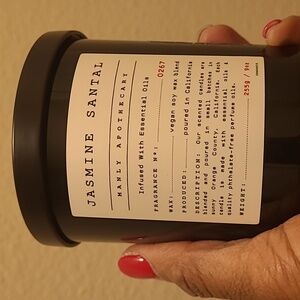 JASMINE SANTAL
MANLY APOTHECARY
Infused With Essential Oils
FRAGRANCE Nº: 0267
WAX: vegan soy wax blend
PRODUCED: poured in California
DESCRIPTION: Our scented candles are
blended and poured in small batches in
sunny Orange County, California. Each
candle is made with essential oils &
quality phthalate-free perfume oils.
WEIGHT: 255g / 9oz